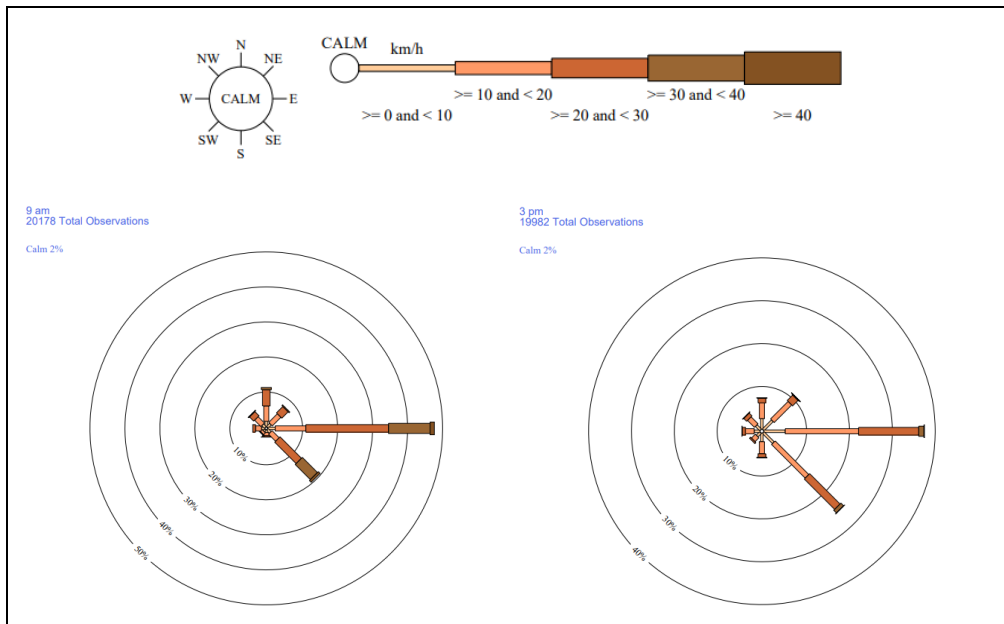 N
NW NE
W CALM E
SW SE
S
CALM
km/h
>= 10 and < 20 >= 30 and < 40
>= 0 and < 10 >= 20 and < 30 >= 40
9 am
20178 Total Observations
Calm 2%
10%
20%
30%
40%
50%
3 pm
19982 Total Observations
Calm 2%
10%
20%
30%
40%